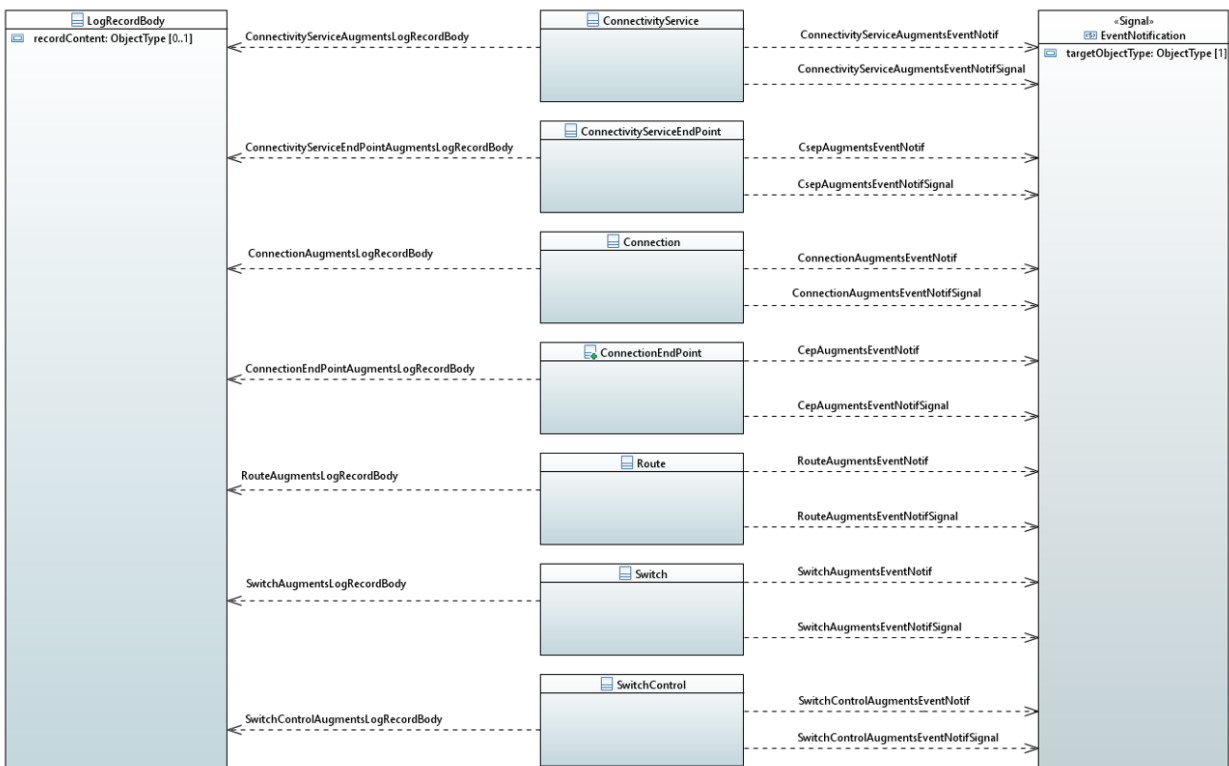 LogRecordBody
recordContent: ObjectType [0..1]
ConnectivityService
«Signal»
EventNotification
targetObjectType: ObjectType [1]
ConnectivityServiceAugmentsLogRecordBody
ConnectivityServiceAugmentsEventNotif
ConnectivityServiceAugmentsEventNotifSignal
ConnectivityServiceEndPoint
ConnectivityServiceEndPointAugmentsLogRecordBody
CsepAugmentsEventNotif
CsepAugmentsEventNotifSignal
Connection
ConnectionAugmentsLogRecordBody
ConnectionAugmentsEventNotif
ConnectionAugmentsEventNotifSignal
ConnectionEndPoint
ConnectionEndPointAugmentsLogRecordBody
CepAugmentsEventNotif
CepAugmentsEventNotifSignal
Route
RouteAugmentsLogRecordBody
RouteAugmentsEventNotif
RouteAugmentsEventNotifSignal
Switch
SwitchAugmentsLogRecordBody
SwitchAugmentsEventNotif
SwitchAugmentsEventNotifSignal
SwitchControl
SwitchControlAugmentsLogRecordBody
SwitchControlAugmentsEventNotif
SwitchControlAugmentsEventNotifSignal